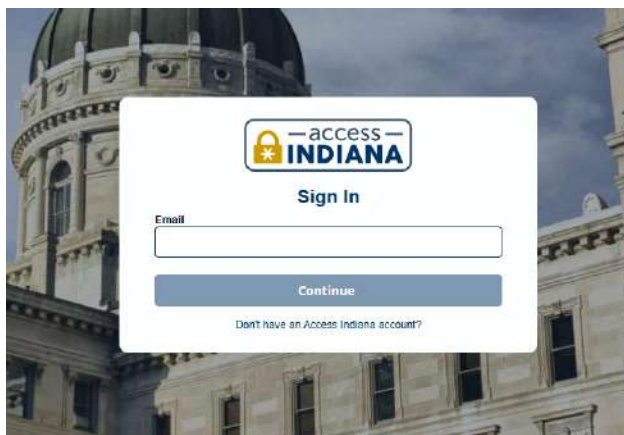 access
INDIANA
Sign In
Email
Continue
Don't have an Access Indiana account?